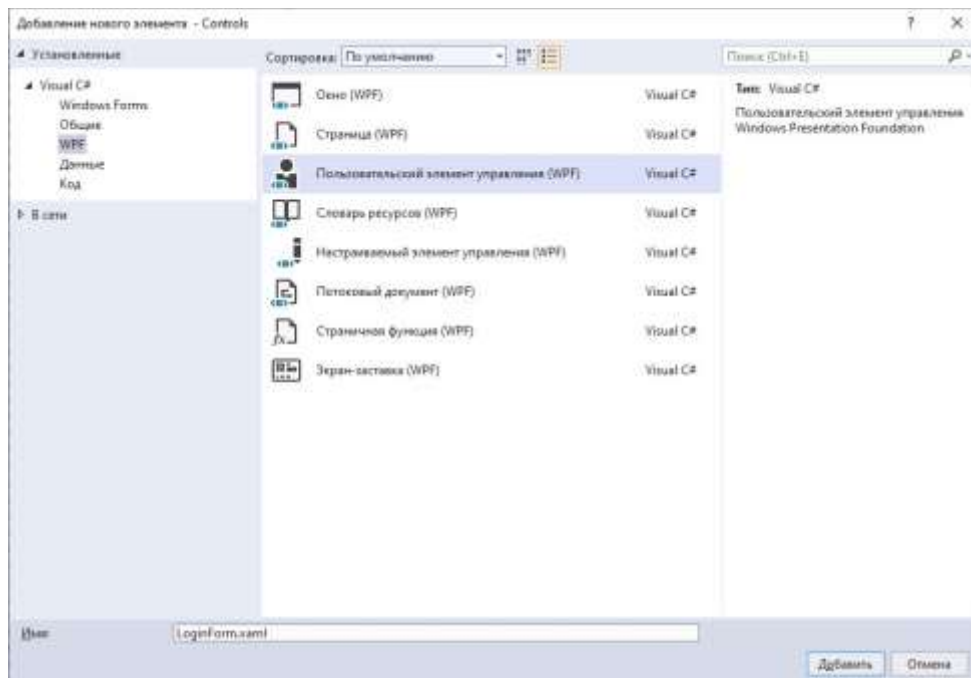 Добавление нового элемента - Controls
? ×
Установленные
Сортировка: По умолчанию
Поиск (Ctrl+E)
Visual C#
Windows Forms
Общие
WPF
Данные
Код
В сети
Окно (WPF) Visual C#
Страница (WPF) Visual C#
Пользовательский элемент управления (WPF) Visual C#
Словарь ресурсов (WPF) Visual C#
Настраиваемый элемент управления (WPF) Visual C#
Потоковый документ (WPF) Visual C#
Страничная функция (WPF) Visual C#
Экран-заставка (WPF) Visual C#
Тип: Visual C#
Пользовательский элемент управления
Windows Presentation Foundation
Имя: LoginForm.xaml
Добавить Отмена